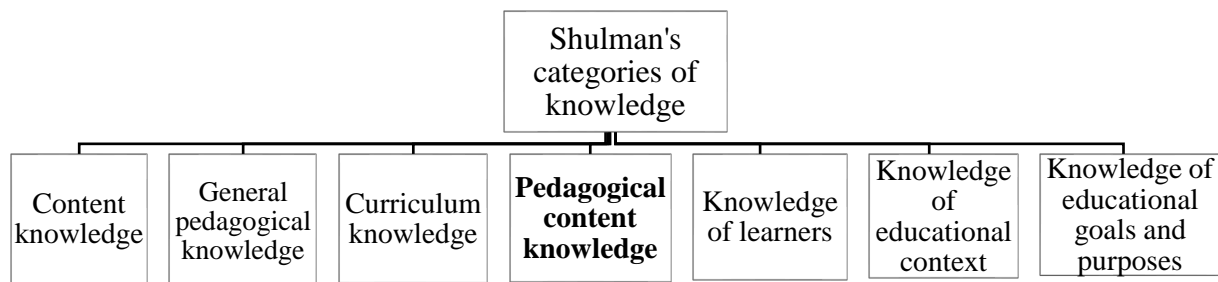 Shulman's
categories of
knowledge
Content
knowledge
General
pedagogical
knowledge
Curriculum
knowledge
Pedagogical
content
knowledge
Knowledge
of learners
Knowledge
of
educational
context
Knowledge of
educational
goals and
purposes